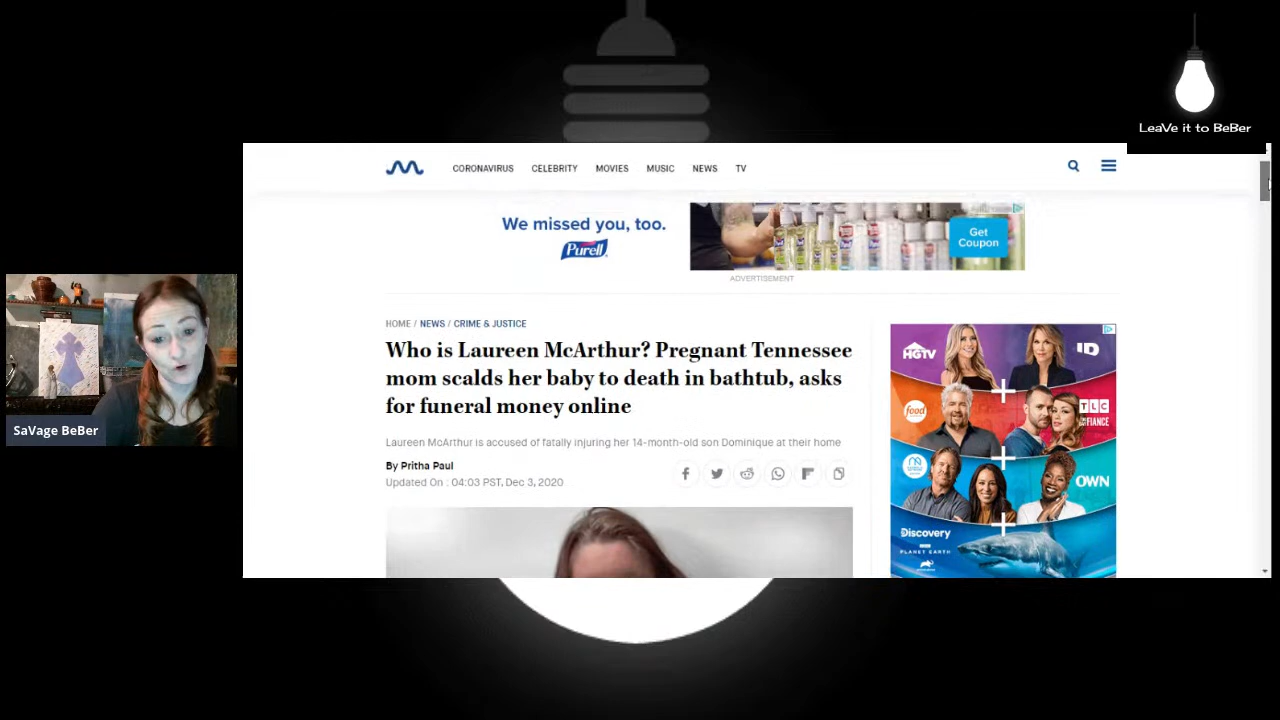 LeaVe it to BeBer
CORONAVIRUS CELEBRITY MOVIES MUSIC NEWS TV
We missed you, too.
Purell
Get
Coupon
ADVERTISEMENT
HOME / NEWS / CRIME & JUSTICE
Who is Laureen McArthur? Pregnant Tennessee
mom scalds her baby to death in bathtub, asks
for funeral money online
Laureen McArthur is accused of fatally injuring her 14-month-old son Dominique at their home
By Pritha Paul
Updated On : 04:03 PST, Dec 3, 2020
HGTV
ID
food
TLC
FIANCE
OWN
Discovery
PLANET EARTH
SaVage BeBer